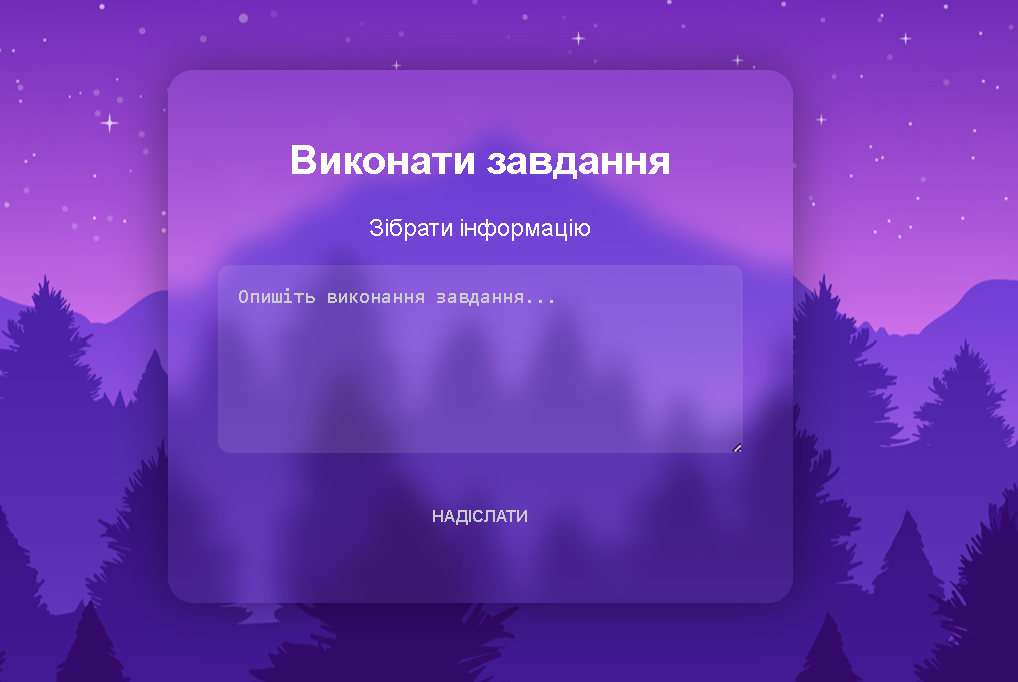 Виконати завдання
Зібрати інформацію
Опишіть виконання завдання...
НАДІСЛАТИ